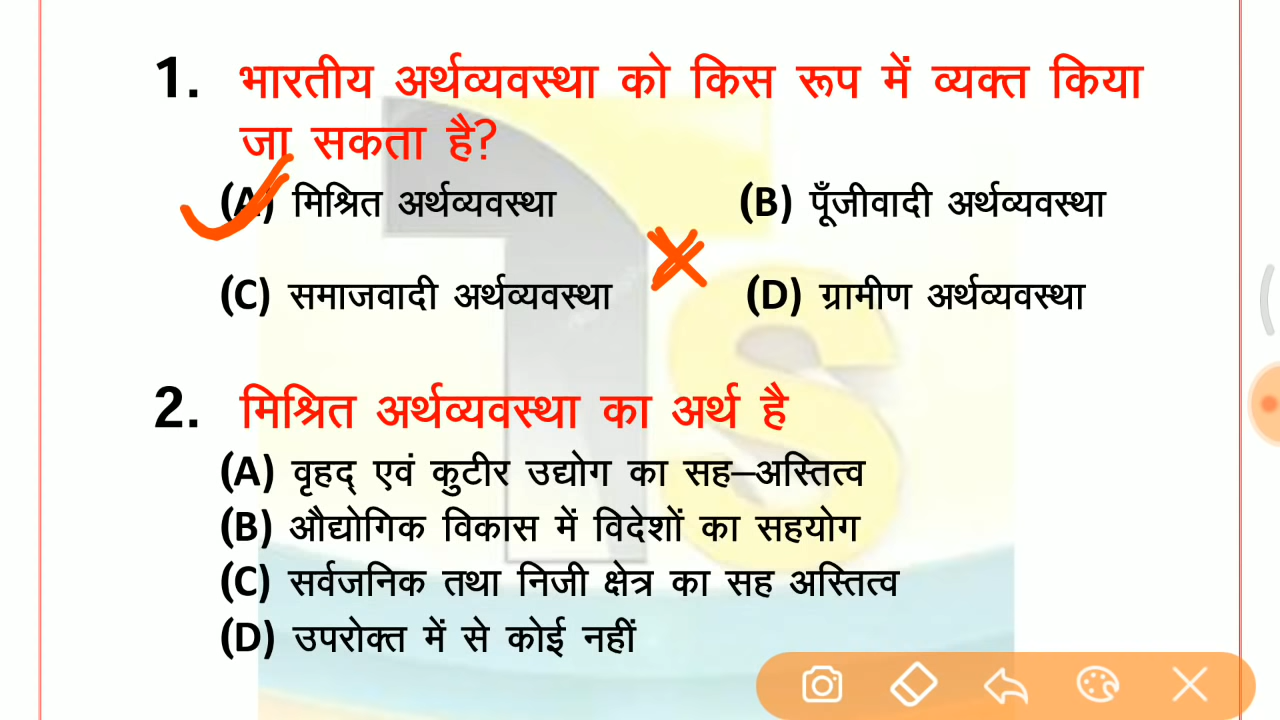 1. भारतीय अर्थव्यवस्था को किस रूप में व्यक्त किया
जा सकता है?
(A) मिश्रित अर्थव्यवस्था (B) पूँजीवादी अर्थव्यवस्था
(C) समाजवादी अर्थव्यवस्था (D) ग्रामीण अर्थव्यवस्था
2. मिश्रित अर्थव्यवस्था का अर्थ है
(A) वृहद् एवं कुटीर उद्योग का सह–अस्तित्व
(B) औद्योगिक विकास में विदेशों का सहयोग
(C) सर्वजनिक तथा निजी क्षेत्र का सह अस्तित्व
(D) उपरोक्त में से कोई नहीं